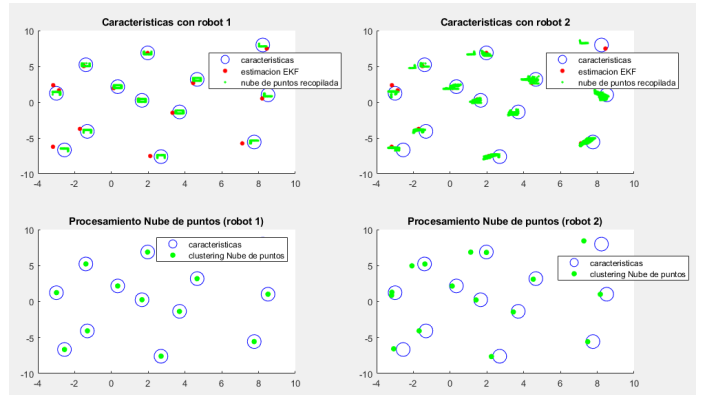 Caracteristicas con robot 1
10
5
0
-5
-10
-4 -2 0 2 4 6 8 10
caracteristicas
estimacion EKF
nube de puntos recopilada
Caracteristicas con robot 2
10
5
0
-5
-10
-4 -2 0 2 4 6 8 10
caracteristicas
estimacion EKF
nube de puntos recopilada
Procesamiento Nube de puntos (robot 1)
10
5
0
-5
-10
-4 -2 0 2 4 6 8 10
caracteristicas
clustering Nube de puntos
Procesamiento Nube de puntos (robot 2)
10
5
0
-5
-10
-4 -2 0 2 4 6 8 10
caracteristicas
clustering Nube de puntos